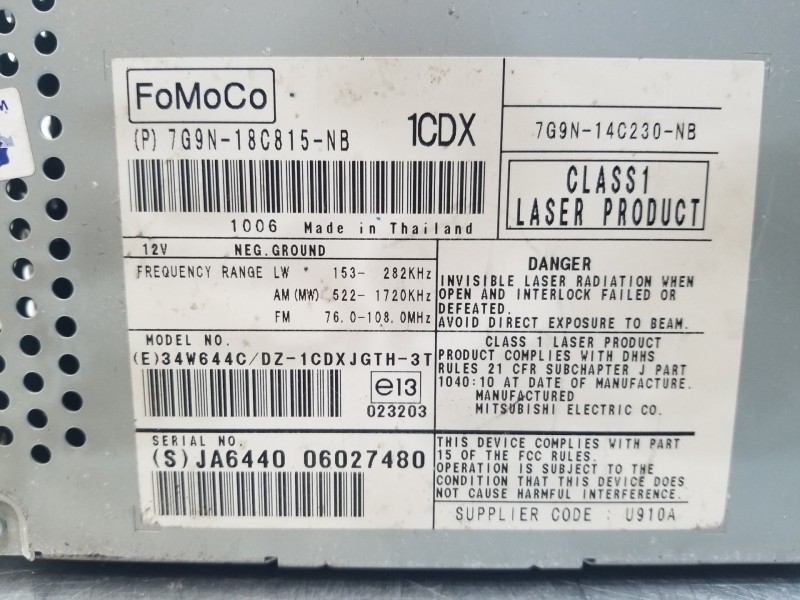 FoMoCo
(P) 7G9N-18C815-NB 1CDX
7G9N-14C230-NB
CLASS1
LASER PRODUCT
1006 Made in Thailand
12V NEG.GROUND
FREQUENCY RANGE LW 153- 282KHz
AM (MW) 522- 1720KHz
FM 76.0-108.0MHz
DANGER
INVISIBLE LASER RADIATION WHEN
OPEN AND INTERLOCK FAILED OR
DEFEATED.
AVOID DIRECT EXPOSURE TO BEAM.
MODEL NO.
(E)34W644C/DZ-1CDXJGTH-3T
e13
023203
CLASS 1 LASER PRODUCT
PRODUCT COMPLIES WITH DHHS
RULES 21 CFR SUBCHAPTER J PART
1040:10 AT DATE OF MANUFACTURE.
MANUFACTURED
MITSUBISHI ELECTRIC CO.
SERIAL NO.
(S)JA6440 06027480
THIS DEVICE COMPLIES WITH PART
15 OF THE FCC RULES.
OPERATION IS SUBJECT TO THE
CONDITION THAT THIS DEVICE DOES
NOT CAUSE HARMFUL INTERFERENCE.
SUPPLIER CODE : U910A